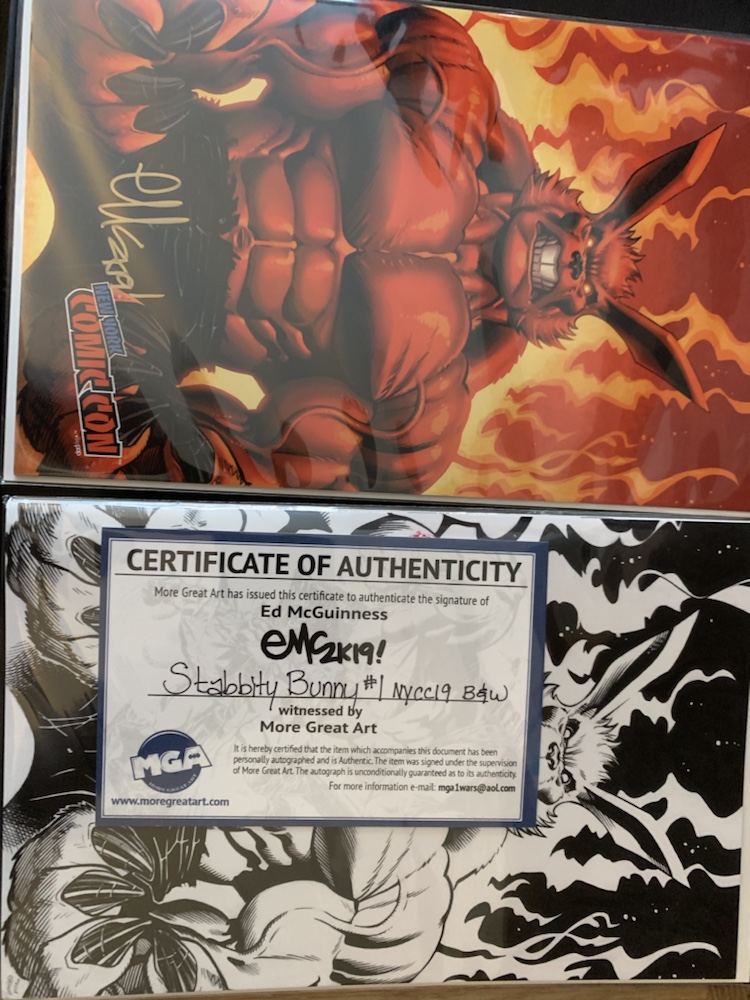 NEW YORK
COMIC CON
CERTIFICATE OF AUTHENTICITY
More Great Art has issued this certificate to authenticate the signature of
Ed McGuinness
EMC2K19!
Stabbity Bunny #1 NYCC19 B&W
witnessed by
More Great Art
MGA
MORE GREAT ART
It is hereby certified that the item which accompanies this document has been
personally autographed and is Authentic. The item was signed under the supervision
of More Great Art. The autograph is unconditionally guaranteed as to its authenticity.
For more information e-mail: mga1wars@aol.com
www.moregreatart.com